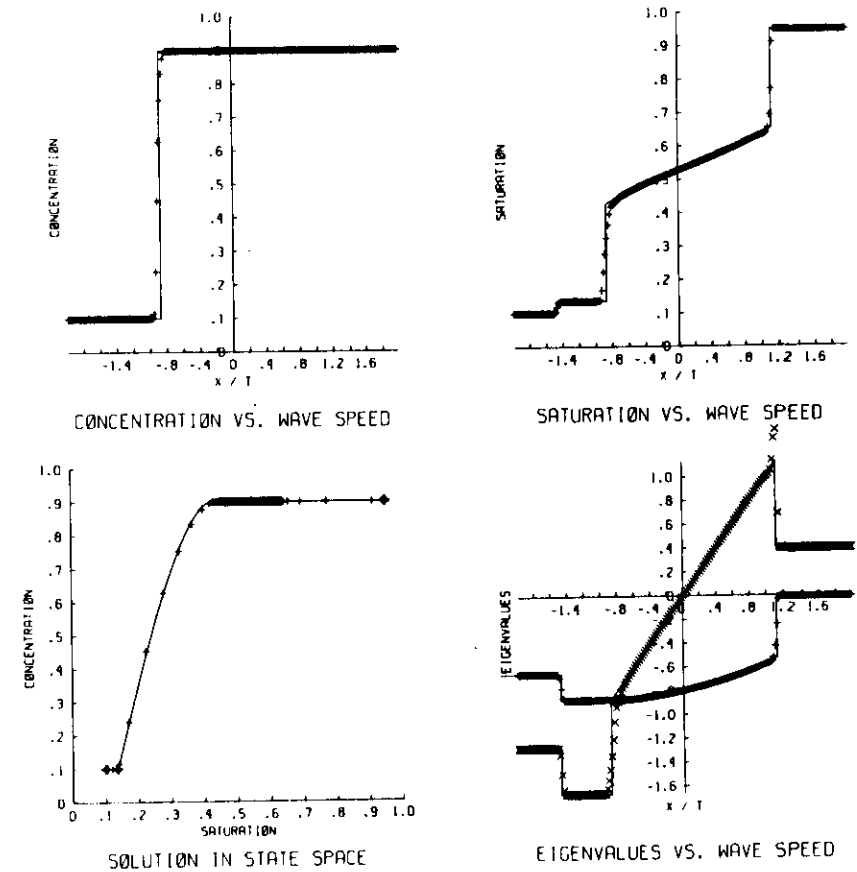 1.0
.9
.8
.7
.6
.5
.4
.3
.2
.1
0
CONCENTRATION
-1.4 -.8 -.4 0 .4 .8 1.2 1.6
X / T
CØNCENTRATIØN VS. WAVE SPEED
1.0
.9
.8
.7
.6
.5
.4
.3
.2
.1
0
SATURATIØN
-1.4 -.8 -.4 0 .4 .8 1.2 1.6
X / T
SATURATIØN VS. WAVE SPEED
1.0
.9
.8
.7
.6
.5
.4
.3
.2
.1
0
CØNCENTRATIØN
0 .1 .2 .3 .4 .5 .6 .7 .8 .9 1.0
SATURATIØN
SØLUTIØN IN STATE SPACE
1.0
.8
.6
.4
.2
0
-.2
-.4
-.6
-.8
-1.0
-1.2
-1.4
-1.6
EIGENVALUES
-1.4 -.8 -.4 .4 .8 1.2 1.6
X / T
EIGENVALUES VS. WAVE SPEED